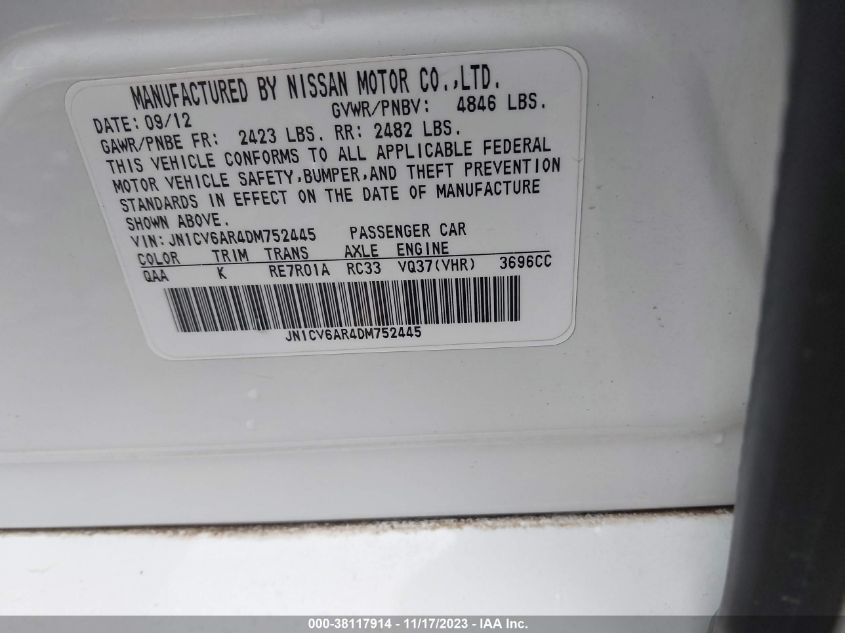 MANUFACTURED BY NISSAN MOTOR CO.,LTD.
DATE: 09/12 GVWR/PNBV: 4846 LBS.
GAWR/PNBE FR: 2423 LBS. RR: 2482 LBS.
THIS VEHICLE CONFORMS TO ALL APPLICABLE FEDERAL
MOTOR VEHICLE SAFETY,BUMPER,AND THEFT PREVENTION
STANDARDS IN EFFECT ON THE DATE OF MANUFACTURE
SHOWN ABOVE.
VIN: JN1CV6AR4DM752445 PASSENGER CAR
COLOR TRIM TRANS AXLE ENGINE
QAA K RE7R01A RC33 VQ37(VHR) 3696CC
JN1CV6AR4DM752445
000-38117914 - 11/17/2023 - IAA Inc.